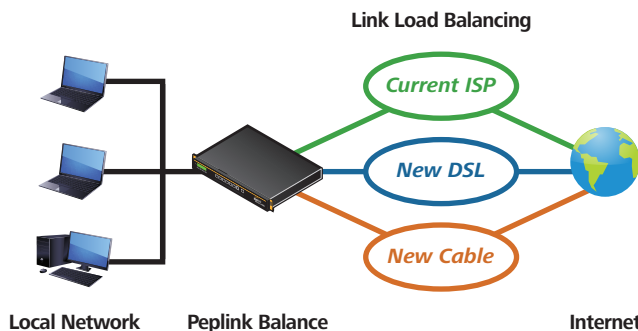 Link Load Balancing
Current ISP
New DSL
New Cable
Local Network
Peplink Balance
Internet